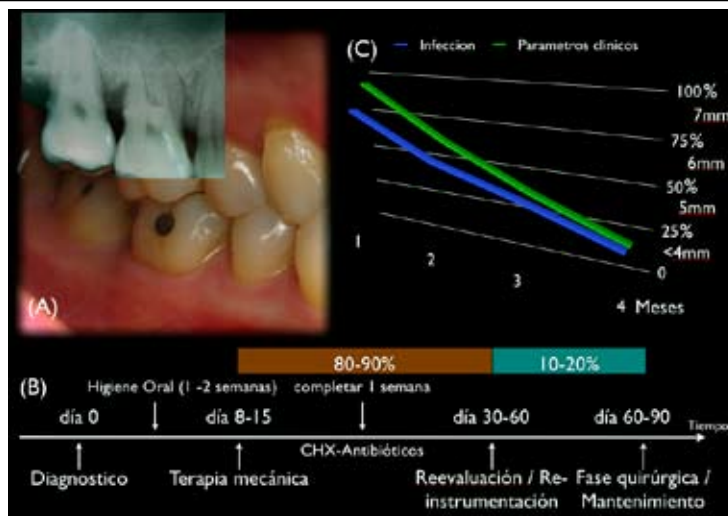 (C)
Infeccion
Parametros clinicos
100%
7mm
75%
6mm
50%
5mm
25%
<4mm
0
1
2
3
4 Meses
(A)
80-90%
10-20%
(B)
Higiene Oral (1 -2 semanas)
completar 1 semana
día 0
día 8-15
día 30-60
día 60-90
Tiempo
CHX-Antibióticos
Diagnostico
Terapia mecánica
Reevaluación / Re-
instrumentación
Fase quirúrgica /
Mantenimiento